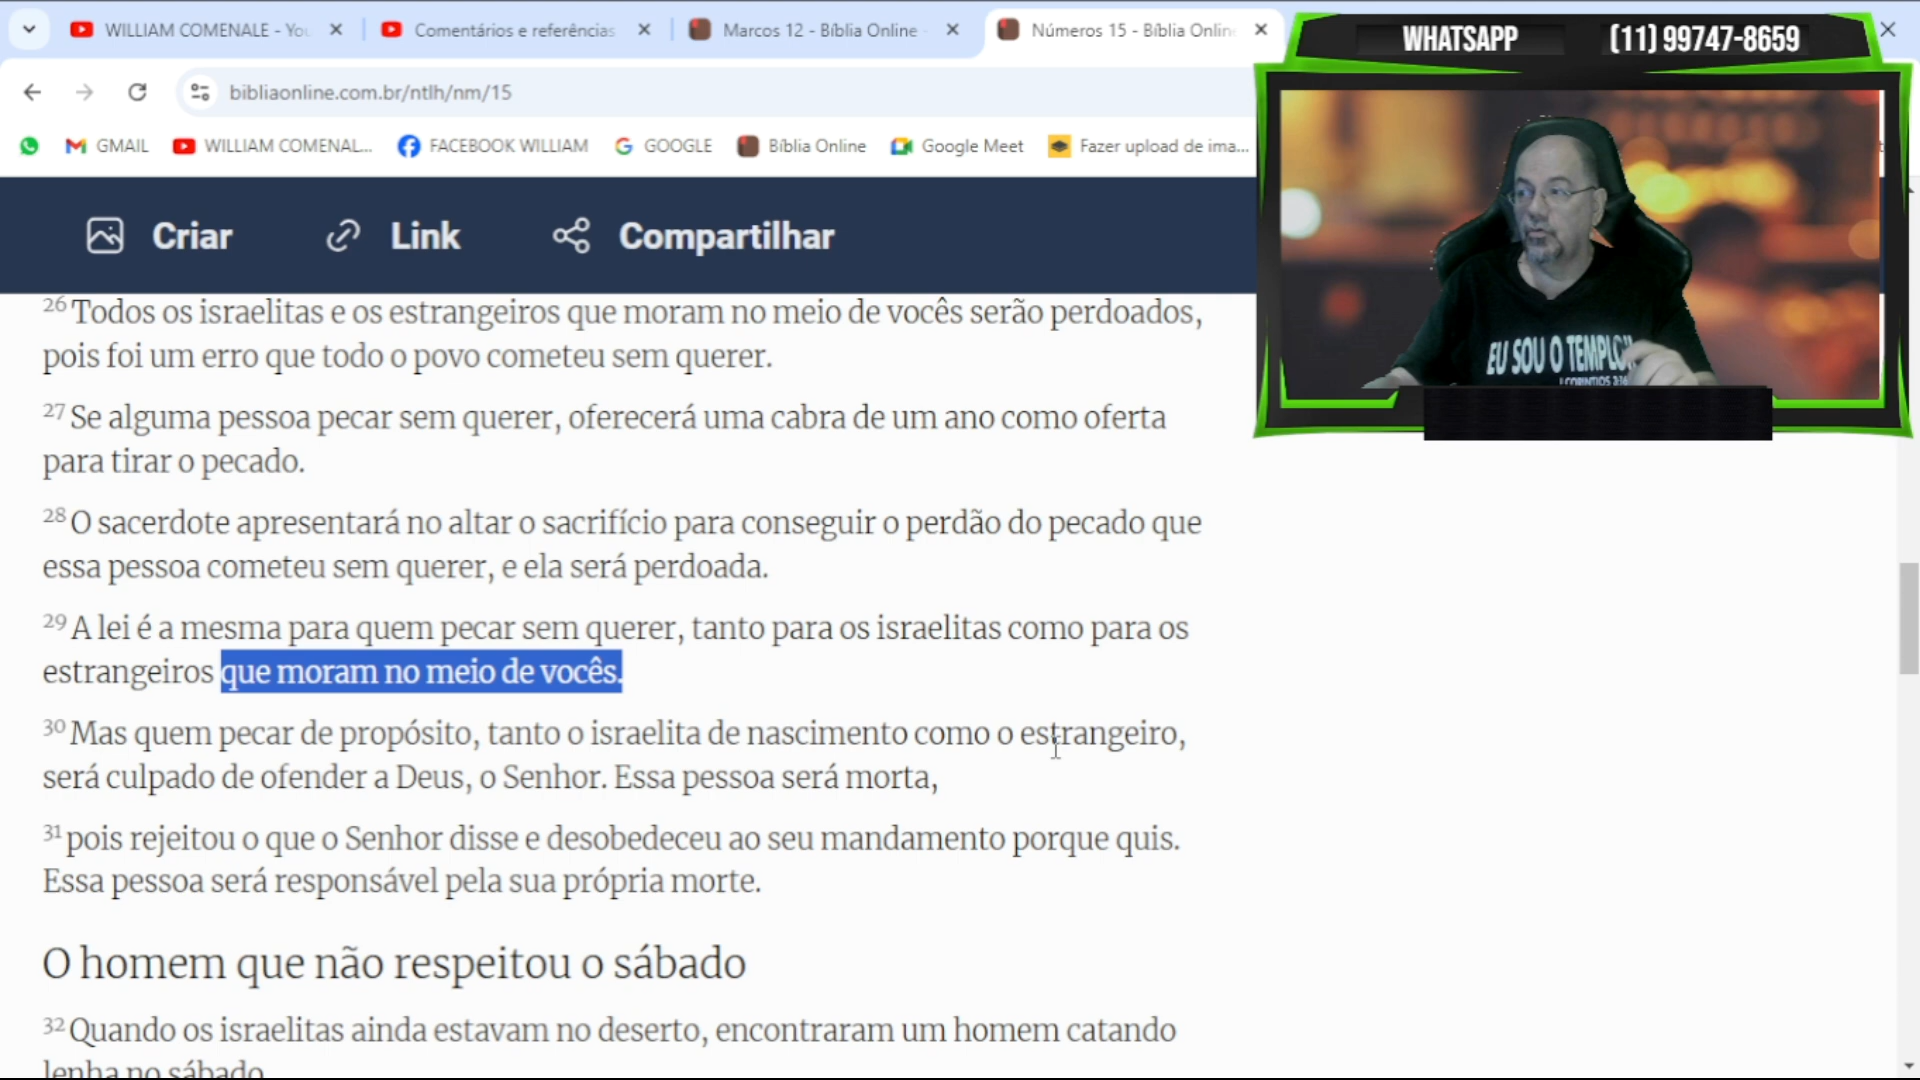 WILLIAM COMENALE - You
Comentários e referências
Marcos 12 - Bíblia Online
Números 15 - Bíblia Onlin
WHATSAPP (11) 99747-8659
bibliaonline.com.br/ntlh/nm/15
GMAIL
WILLIAM COMENAL...
FACEBOOK WILLIAM
GOOGLE
Bíblia Online
Google Meet
Fazer upload de ima...
Criar
Link
Compartilhar
EU SOU O TEMPLO
I CORINTIOS 3:16
26 Todos os israelitas e os estrangeiros que moram no meio de vocês serão perdoados,
pois foi um erro que todo o povo cometeu sem querer.
27 Se alguma pessoa pecar sem querer, oferecerá uma cabra de um ano como oferta
para tirar o pecado.
28 O sacerdote apresentará no altar o sacrifício para conseguir o perdão do pecado que
essa pessoa cometeu sem querer, e ela será perdoada.
29 A lei é a mesma para quem pecar sem querer, tanto para os israelitas como para os
estrangeiros que moram no meio de vocês.
30 Mas quem pecar de propósito, tanto o israelita de nascimento como o estrangeiro,
será culpado de ofender a Deus, o Senhor. Essa pessoa será morta,
31 pois rejeitou o que o Senhor disse e desobedeceu ao seu mandamento porque quis.
Essa pessoa será responsável pela sua própria morte.
O homem que não respeitou o sábado
32 Quando os israelitas ainda estavam no deserto, encontraram um homem catando
lenha no sábado.